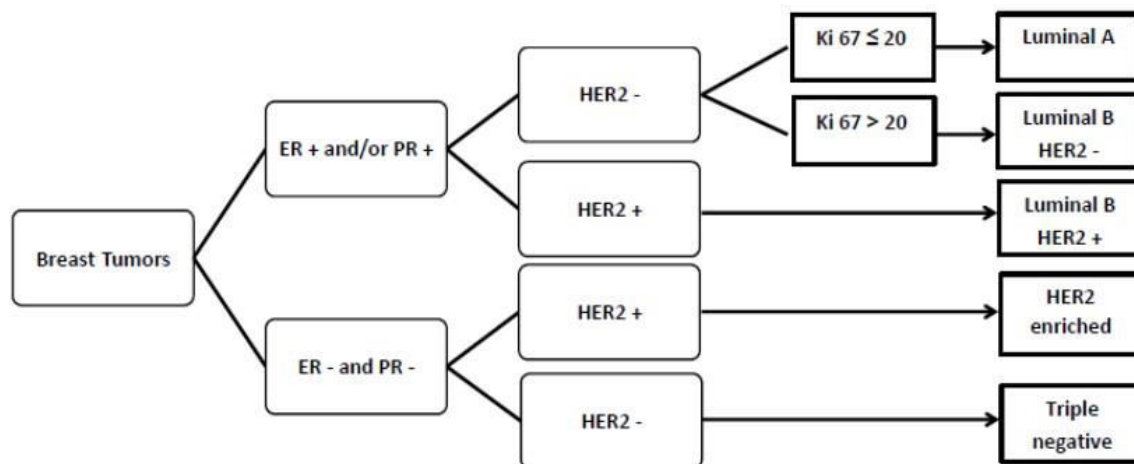 Breast Tumors
ER + and/or PR +
ER - and PR -
HER2 -
HER2 +
HER2 +
HER2 -
Ki 67 ≤ 20
Ki 67 > 20
Luminal A
Luminal B
HER2 -
Luminal B
HER2 +
HER2
enriched
Triple
negative